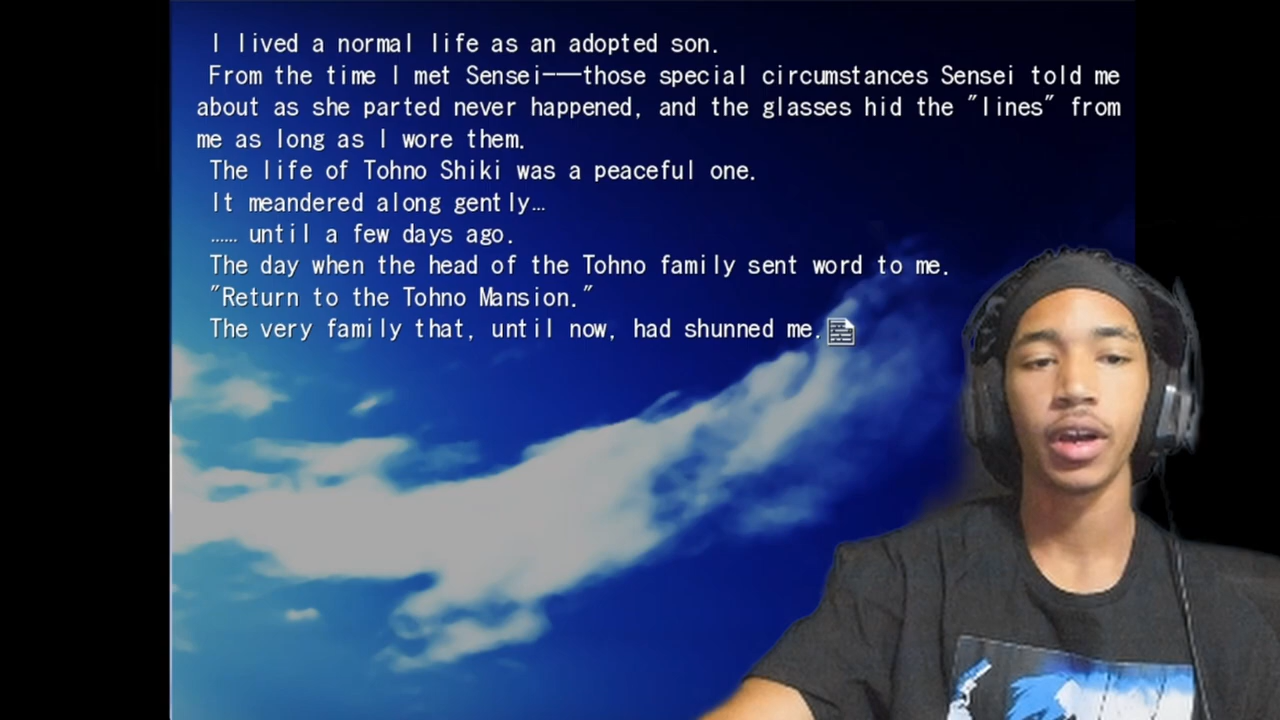 I lived a normal life as an adopted son.
From the time I met Sensei──those special circumstances Sensei told me
about as she parted never happened, and the glasses hid the "lines" from
me as long as I wore them.
The life of Tohno Shiki was a peaceful one.
It meandered along gently…
…… until a few days ago.
The day when the head of the Tohno family sent word to me.
"Return to the Tohno Mansion."
The very family that, until now, had shunned me.